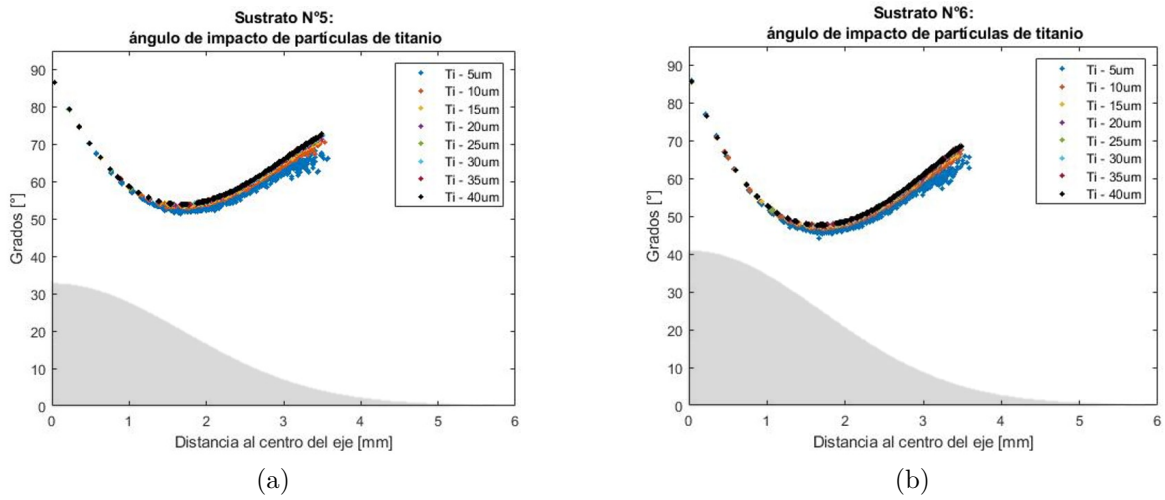 Sustrato N°5:
ángulo de impacto de partículas de titanio
90
80
70
60
50
40
30
20
10
0
Grados [°]
Ti - 5um
Ti - 10um
Ti - 15um
Ti - 20um
Ti - 25um
Ti - 30um
Ti - 35um
Ti - 40um
0 1 2 3 4 5 6
Distancia al centro del eje [mm]
(a)
Sustrato N°6:
ángulo de impacto de partículas de titanio
90
80
70
60
50
40
30
20
10
0
Grados [°]
Ti - 5um
Ti - 10um
Ti - 15um
Ti - 20um
Ti - 25um
Ti - 30um
Ti - 35um
Ti - 40um
0 1 2 3 4 5 6
Distancia al centro del eje [mm]
(b)